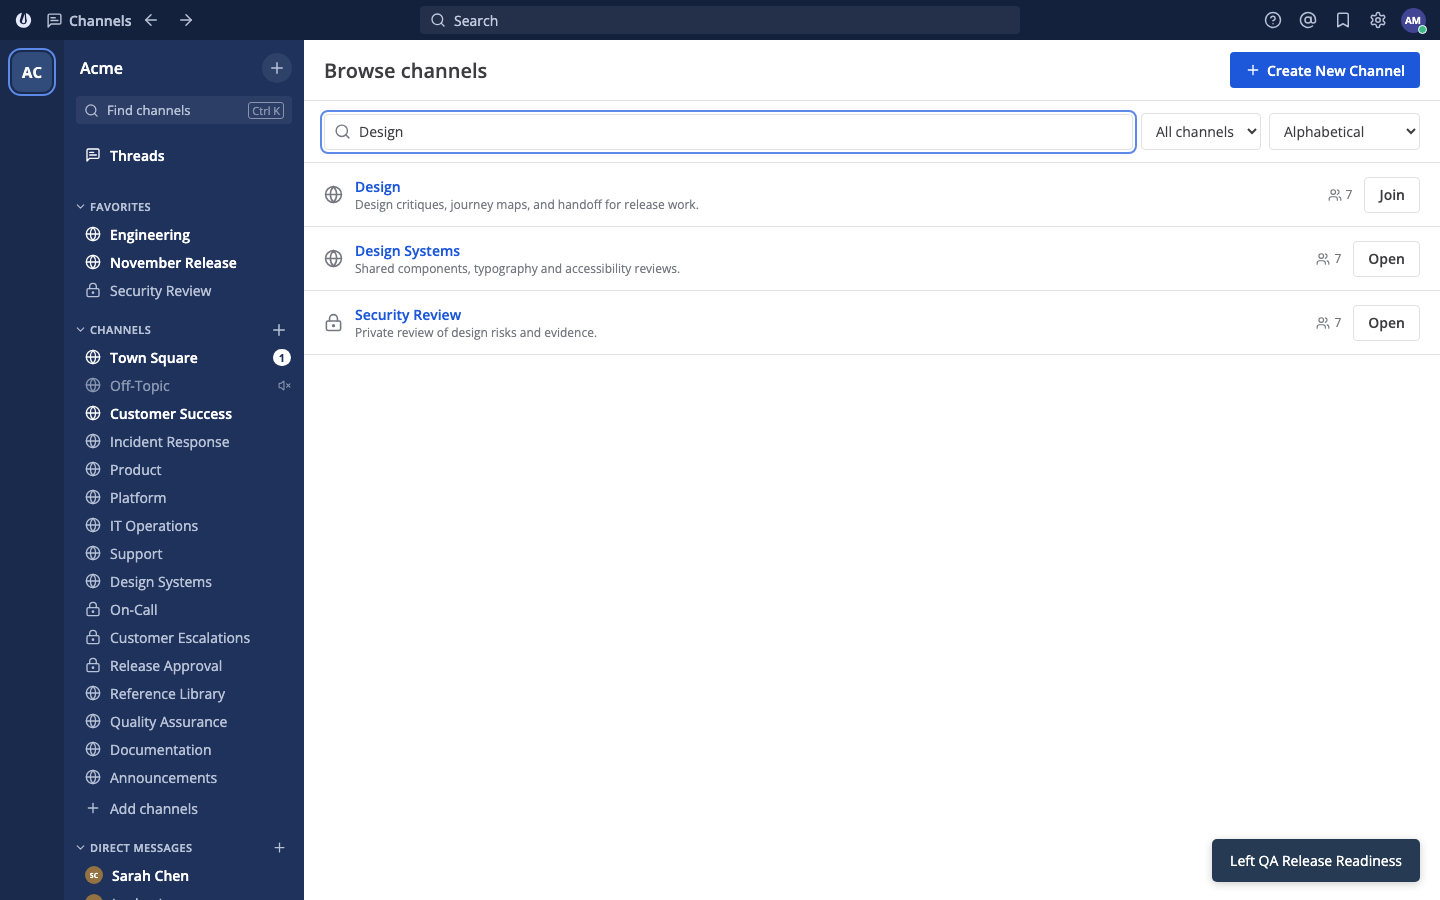 Channels
Search
AM
AC
Acme
Find channels
Ctrl K
Threads
FAVORITES
Engineering
November Release
Security Review
CHANNELS
Town Square
1
Off-Topic
Customer Success
Incident Response
Product
Platform
IT Operations
Support
Design Systems
On-Call
Customer Escalations
Release Approval
Reference Library
Quality Assurance
Documentation
Announcements
Add channels
DIRECT MESSAGES
SC
Sarah Chen
Browse channels
Create New Channel
Design
All channels
Alphabetical
Design
Design critiques, journey maps, and handoff for release work.
7
Join
Design Systems
Shared components, typography and accessibility reviews.
7
Open
Security Review
Private review of design risks and evidence.
7
Open
Left QA Release Readiness